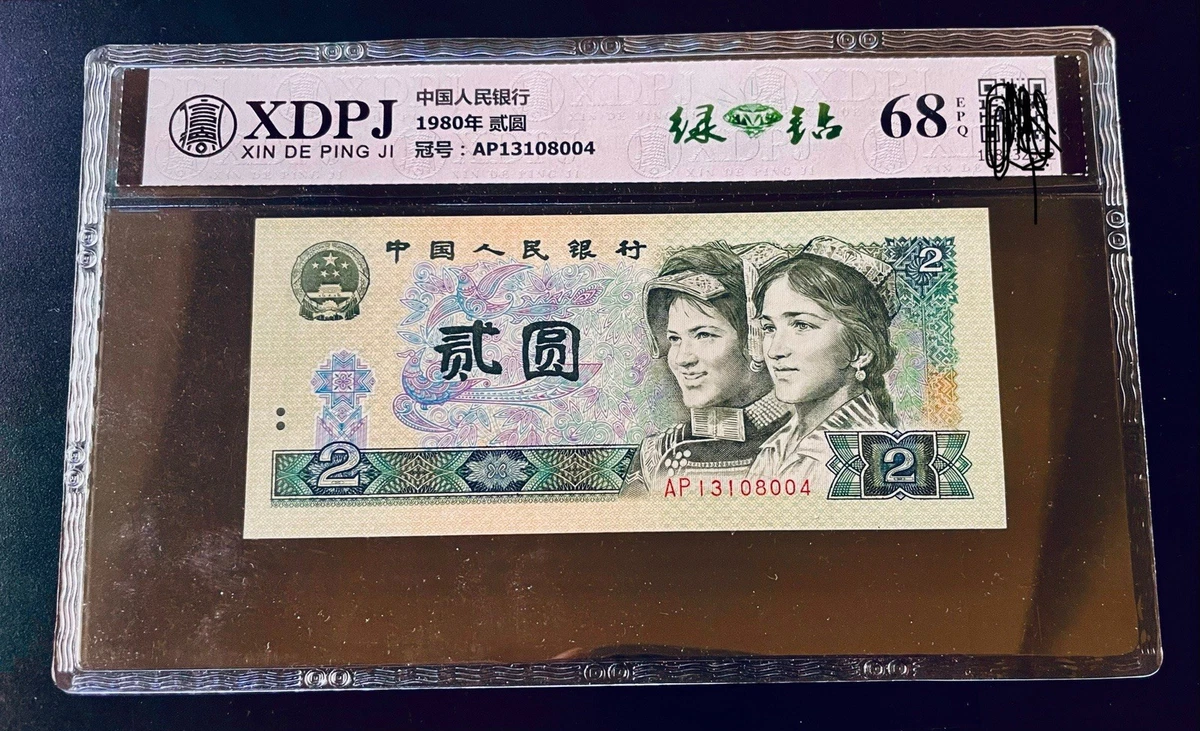 XDPJ
XIN DE PING JI
中国人民银行
1980年 贰圆
冠号：AP13108004
绿 钻
68
EPQ
中国人民银行
2
贰圆
2
AP13108004
2